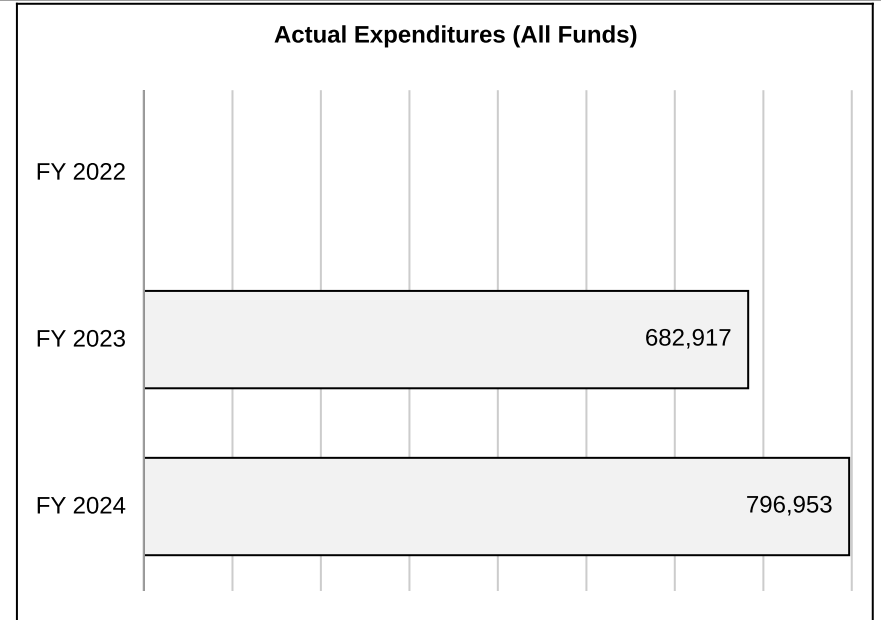 Actual Expenditures (All Funds)
FY 2022
FY 2023
682,917
FY 2024
796,953